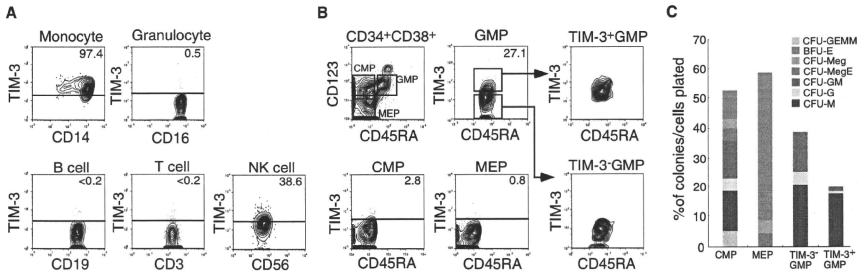 A
Monocyte
97.4
TIM-3
CD14
Granulocyte
0.5
TIM-3
CD16
B cell
<0.2
TIM-3
CD19
T cell
<0.2
TIM-3
CD3
NK cell
38.6
TIM-3
CD56
B
CD34+CD38+
CMP
GMP
MEP
CD123
CD45RA
GMP
27.1
TIM-3
CD45RA
TIM-3+GMP
TIM-3
CD45RA
CMP
2.8
TIM-3
CD45RA
MEP
0.8
TIM-3
CD45RA
TIM-3-GMP
TIM-3
CD45RA
C
CFU-GEMM
BFU-E
CFU-Meg
CFU-MegE
CFU-GM
CFU-G
CFU-M
%of colonies/cells plated
70
60
50
40
30
20
10
0
CMP
MEP
TIM-3-
GMP
TIM-3+
GMP